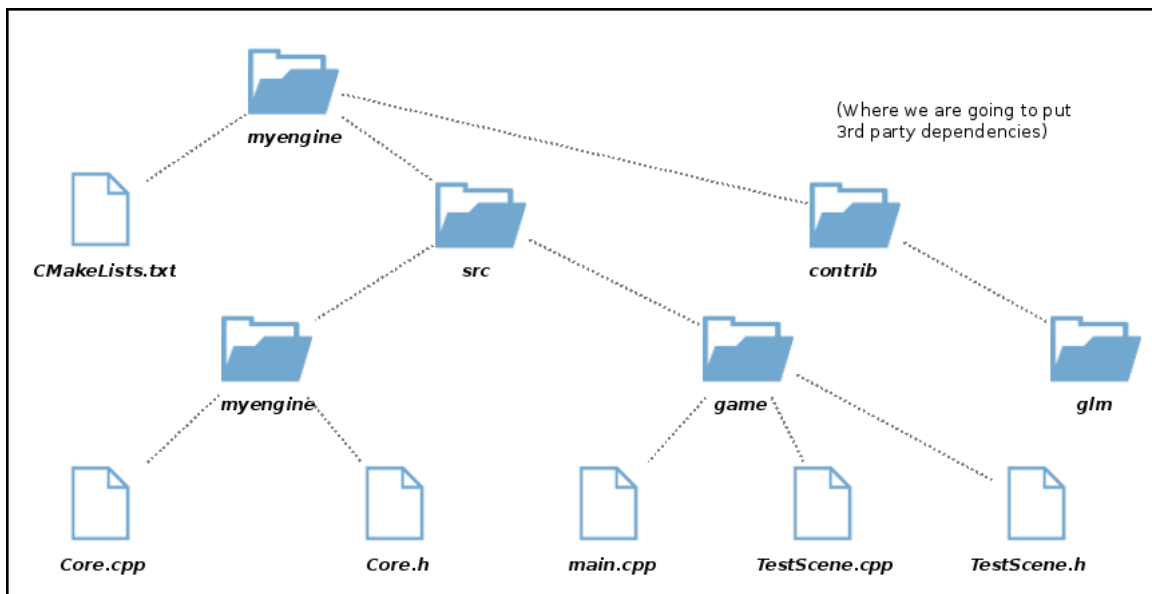 myengine
(Where we are going to put
3rd party dependencies)
CMakeLists.txt
src
contrib
myengine
game
glm
Core.cpp
Core.h
main.cpp
TestScene.cpp
TestScene.h